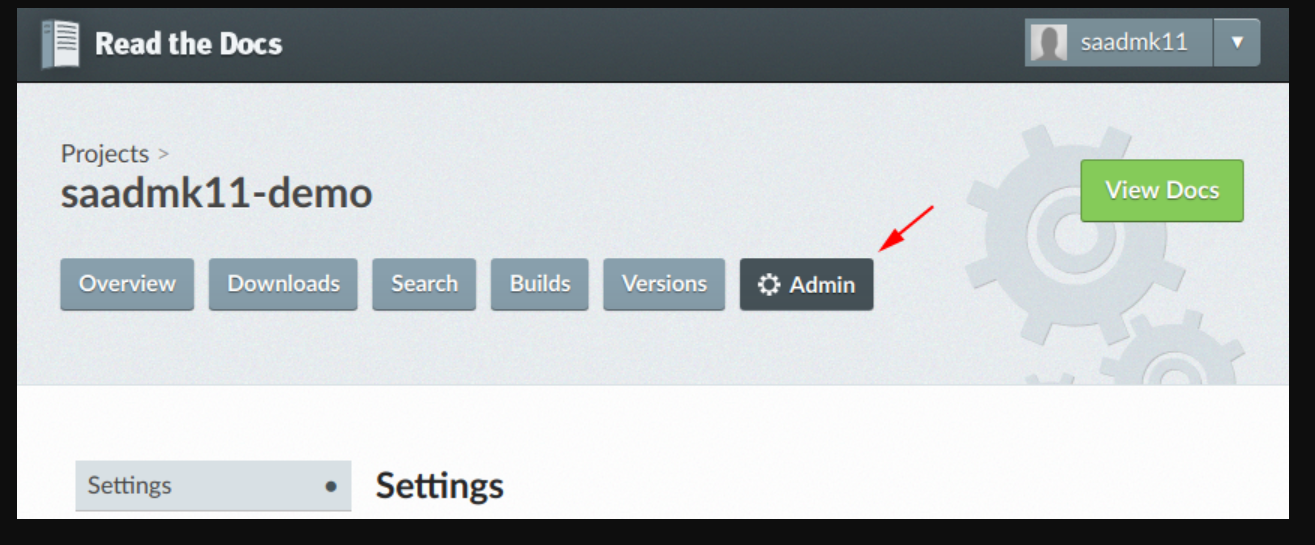 Read the Docs
saadmk11
Projects >
saadmk11-demo
View Docs
Overview Downloads Search Builds Versions Admin
Settings
Settings